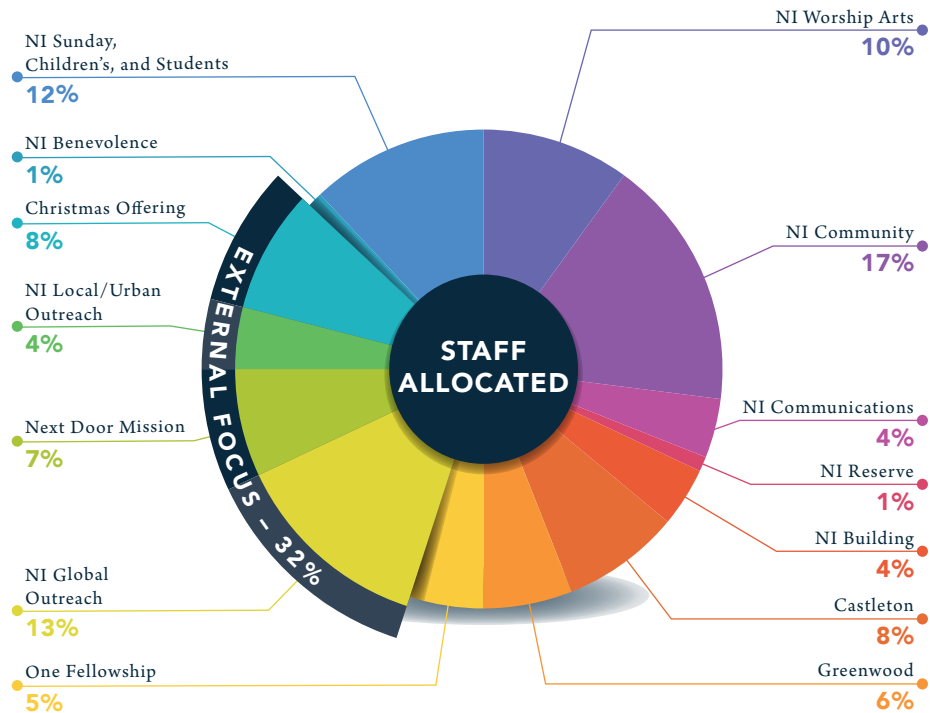 NI Worship Arts
10%
NI Sunday,
Children's, and Students
12%
NI Benevolence
1%
Christmas Offering
8%
NI Local/Urban
Outreach
4%
Next Door Mission
7%
NI Global
Outreach
13%
One Fellowship
5%
EXTERNAL FOCUS – 32%
STAFF
ALLOCATED
NI Community
17%
NI Communications
4%
NI Reserve
1%
NI Building
4%
Castleton
8%
Greenwood
6%